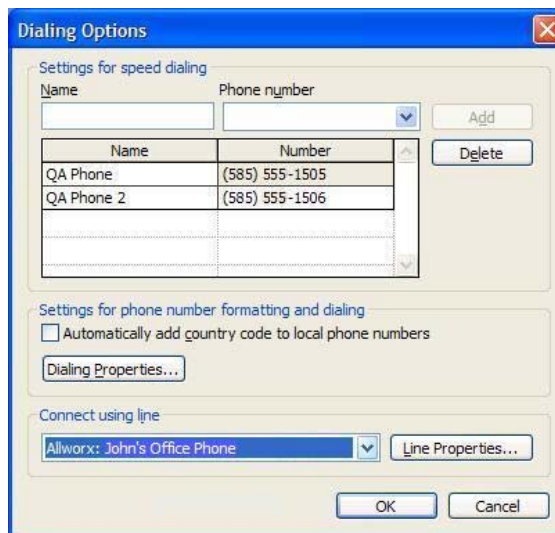 Dialing Options
Settings for speed dialing
Name Phone number
Add
Name Number Delete
QA Phone (585) 555-1505
QA Phone 2 (585) 555-1506
Settings for phone number formatting and dialing
Automatically add country code to local phone numbers
Dialing Properties...
Connect using line
Allworx: John's Office Phone Line Properties...
OK Cancel